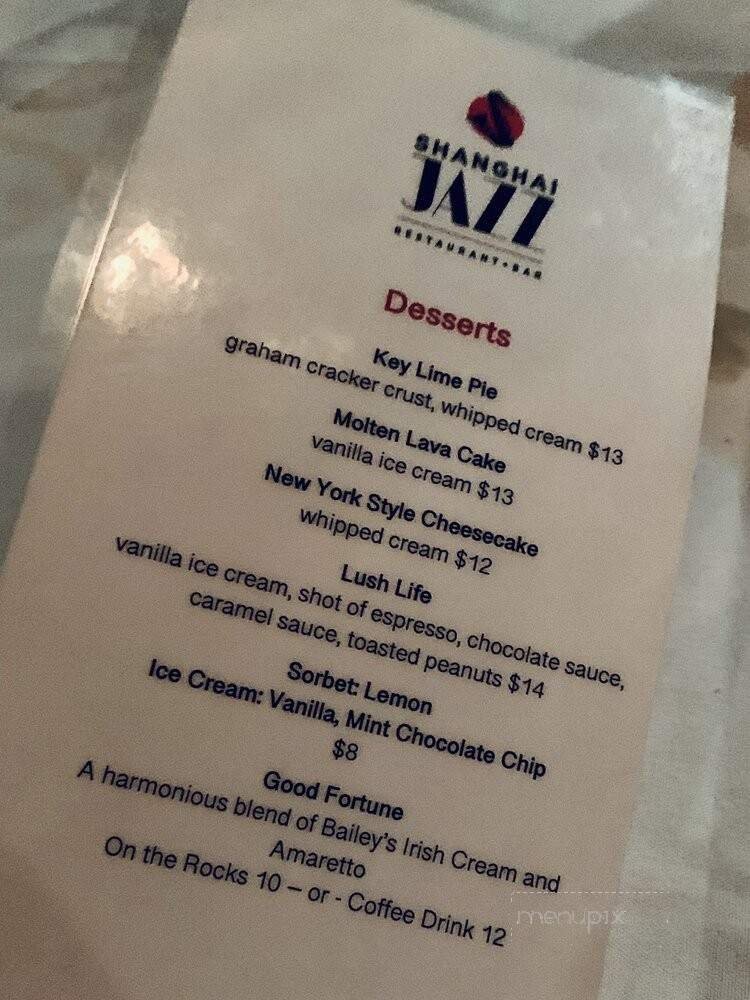 SHANGHAI
JAZZ
RESTAURANT • BAR
Desserts
Key Lime Pie
graham cracker crust, whipped cream $13
Molten Lava Cake
vanilla ice cream $13
New York Style Cheesecake
whipped cream $12
Lush Life
vanilla ice cream, shot of espresso, chocolate sauce,
caramel sauce, toasted peanuts $14
Sorbet: Lemon
Ice Cream: Vanilla, Mint Chocolate Chip
$8
Good Fortune
A harmonious blend of Bailey's Irish Cream and
Amaretto
On the Rocks 10 – or - Coffee Drink 12
menupix